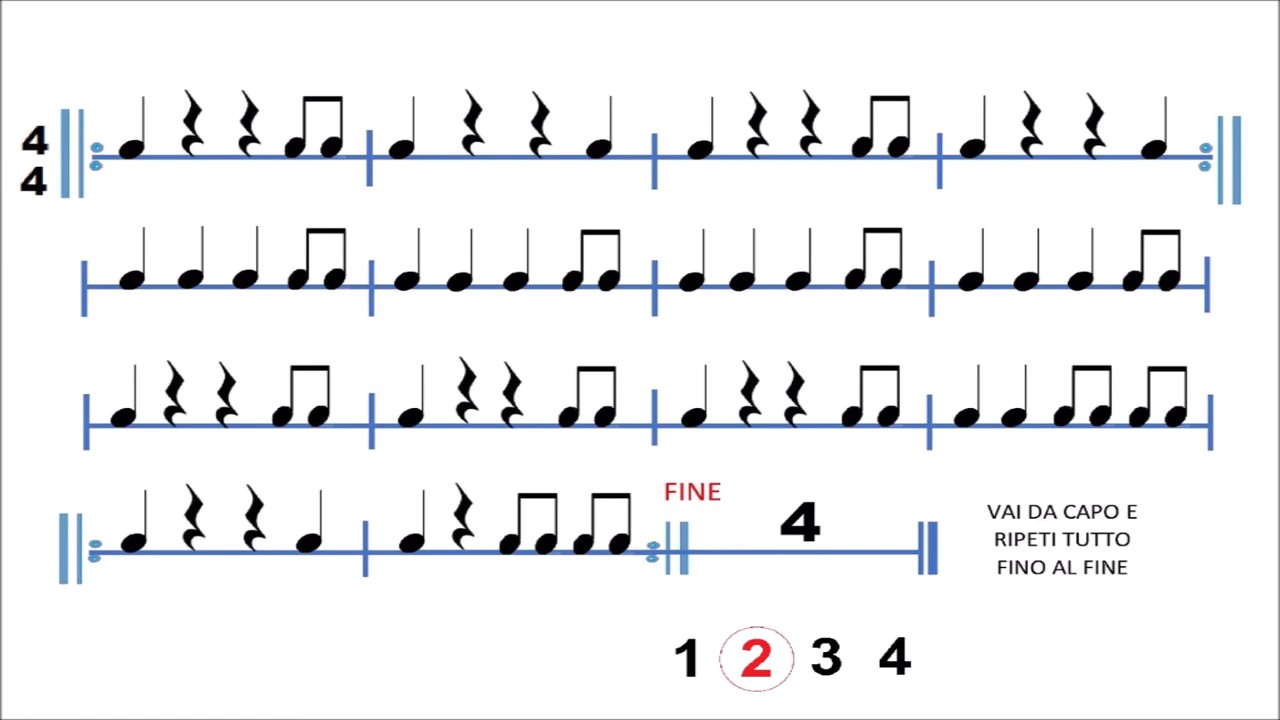 4
4
FINE
4
VAI DA CAPO E
RIPETI TUTTO
FINO AL FINE
1 2 3 4